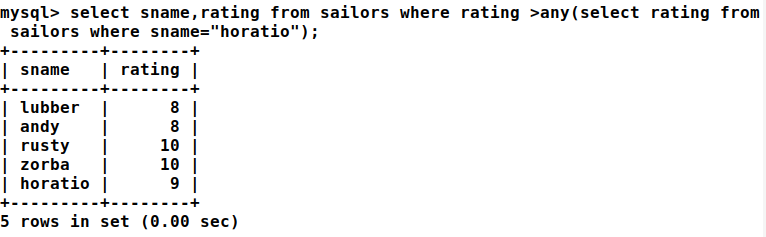 mysql> select sname,rating from sailors where rating >any(select rating from
 sailors where sname="horatio");
+---------+--------+
| sname   | rating |
+---------+--------+
| lubber  |      8 |
| andy    |      8 |
| rusty   |     10 |
| zorba   |     10 |
| horatio |      9 |
+---------+--------+
5 rows in set (0.00 sec)